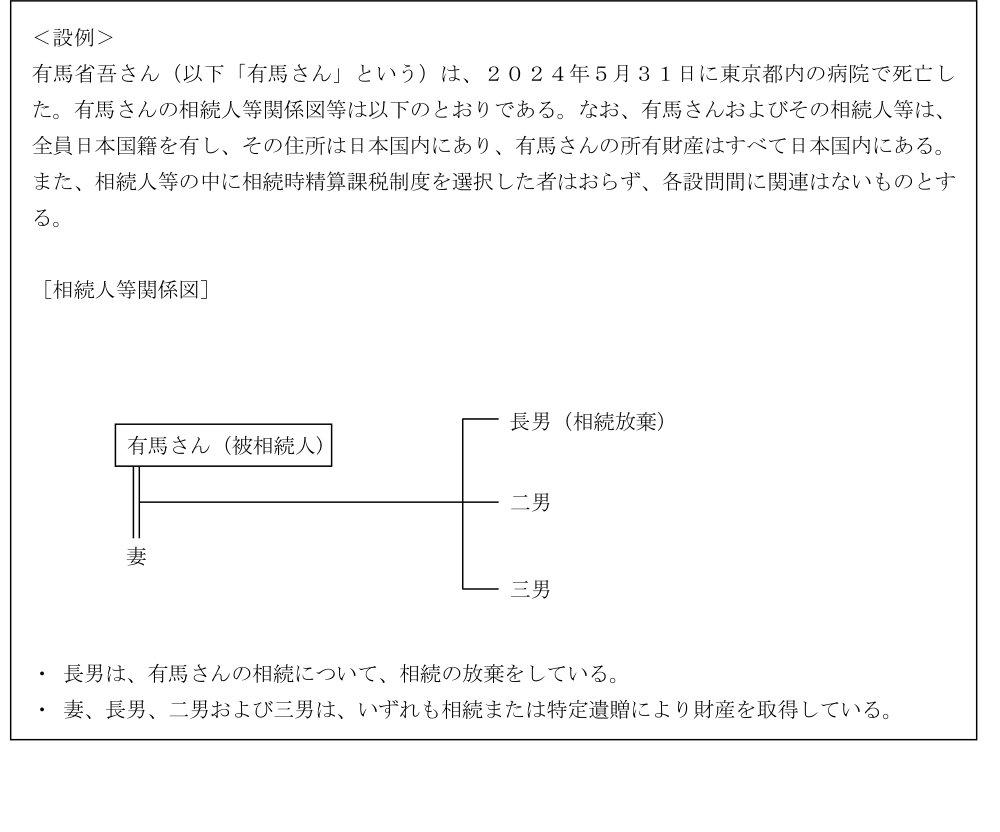 ＜設例＞
有馬省吾さん（以下「有馬さん」という）は、２０２４年５月３１日に東京都内の病院で死亡し
た。有馬さんの相続人等関係図等は以下のとおりである。なお、有馬さんおよびその相続人等は、
全員日本国籍を有し、その住所は日本国内にあり、有馬さんの所有財産はすべて日本国内にある。
また、相続人等の中に相続時精算課税制度を選択した者はおらず、各設問間に関連はないものとす
る。
［相続人等関係図］
長男（相続放棄）
有馬さん（被相続人）
二男
妻
三男
・ 長男は、有馬さんの相続について、相続の放棄をしている。
・ 妻、長男、二男および三男は、いずれも相続または特定遺贈により財産を取得している。